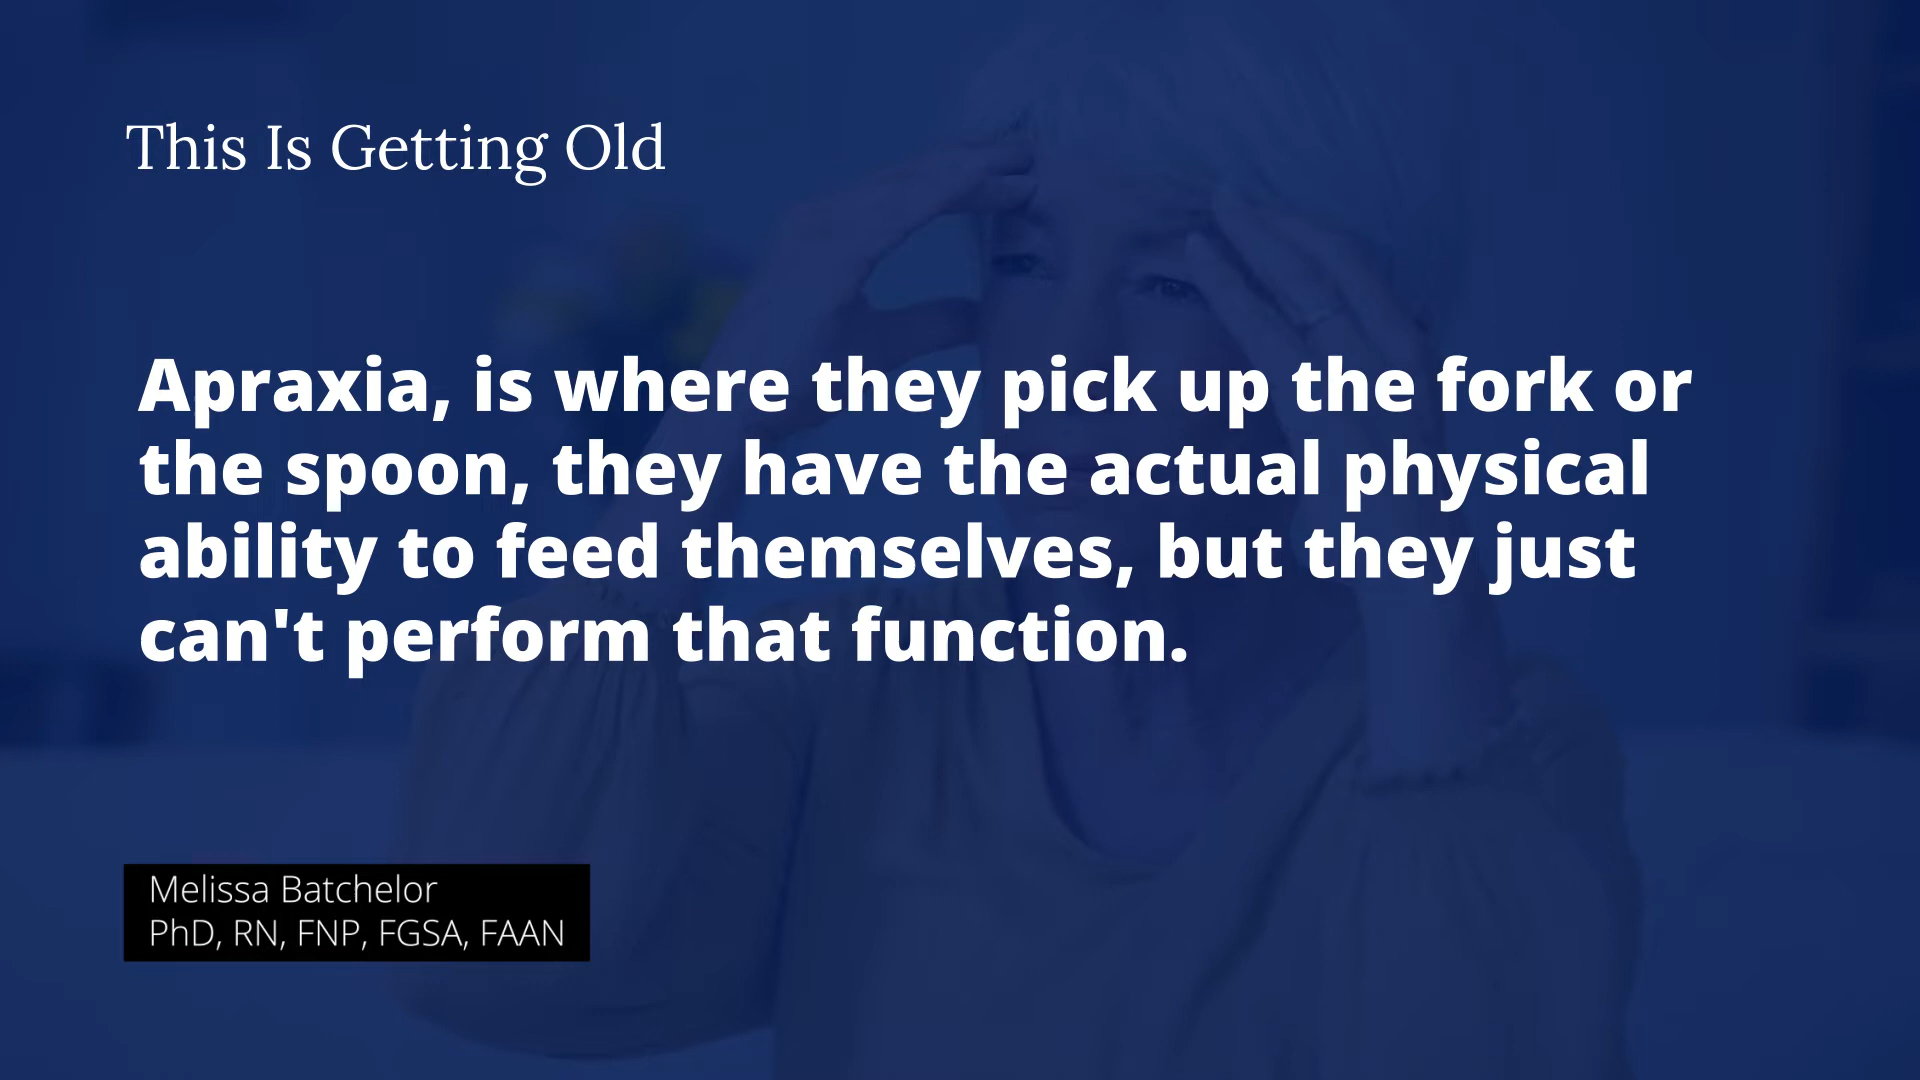 This Is Getting Old
Apraxia, is where they pick up the fork or
the spoon, they have the actual physical
ability to feed themselves, but they just
can't perform that function.
Melissa Batchelor
PhD, RN, FNP, FGSA, FAAN